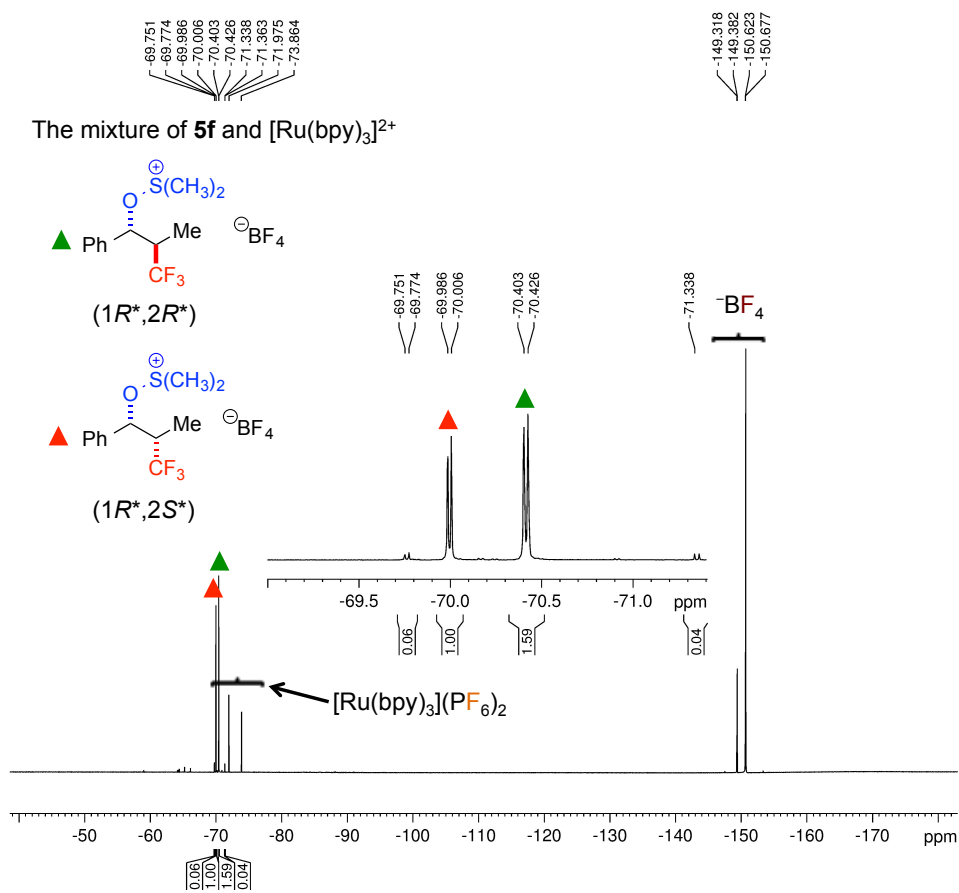 -69.751
-69.774
-69.986
-70.006
-70.403
-70.426
-71.338
-71.363
-71.975
-73.864
-149.318
-149.382
-150.623
-150.677
The mixture of 5f and [Ru(bpy)3]2+
⊕
S(CH3)2
O
Ph
Me
⊖BF4
CF3
(1R*,2R*)
⊕
S(CH3)2
O
Ph
Me
⊖BF4
CF3
(1R*,2S*)
-69.751
-69.774
-69.986
-70.006
-70.403
-70.426
-71.338
-BF4
-69.5 -70.0 -70.5 -71.0 ppm
0.06
1.00
1.59
0.04
[Ru(bpy)3](PF6)2
-50 -60 -70 -80 -90 -100 -110 -120 -130 -140 -150 -160 -170 ppm
0.06
1.00
1.59
0.04